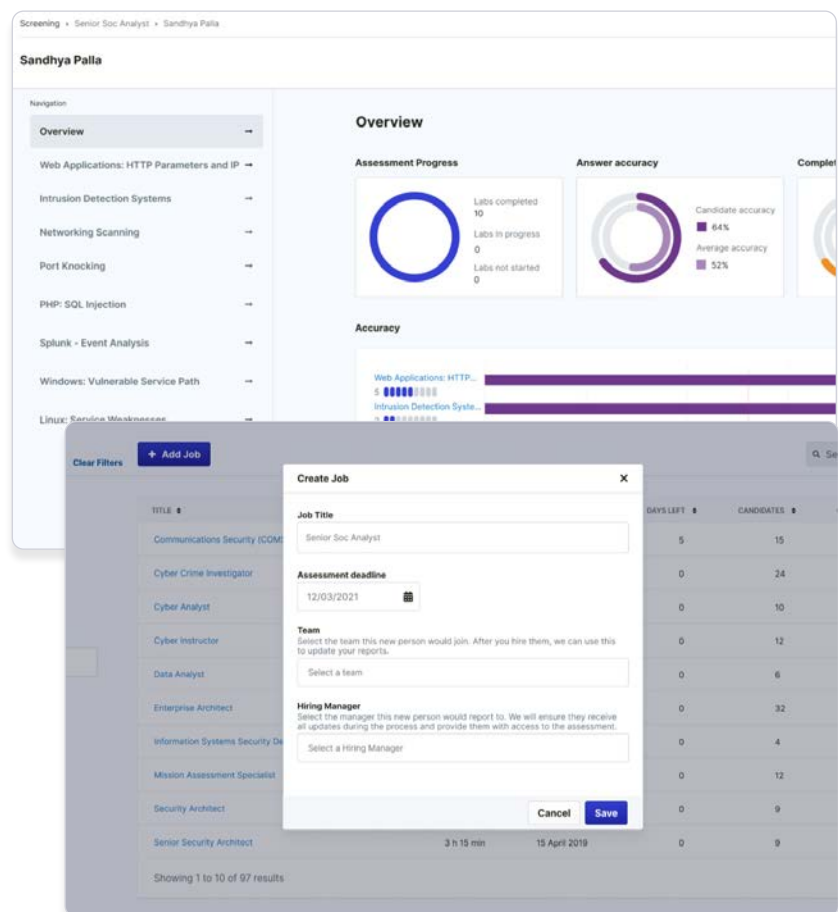 Screening • Senior Soc Analyst • Sandhya Palla
Sandhya Palla
Navigation
Overview
Web Applications: HTTP Parameters and IP
Intrusion Detection Systems
Networking Scanning
Port Knocking
PHP: SQL Injection
Splunk - Event Analysis
Windows: Vulnerable Service Path
Linux: Service Weaknesses
Overview
Assessment Progress
Labs completed
10
Labs in progress
0
Labs not started
0
Answer accuracy
Candidate accuracy
64%
Average accuracy
52%
Complet
Accuracy
Web Applications: HTTP...
5
Intrusion Detection Syste...
Clear Filters
+ Add Job
Se
TITLE
DAYS LEFT
CANDIDATES
Communications Security (COMS
5
15
Cyber Crime Investigator
0
24
Cyber Analyst
0
10
Cyber Instructor
0
12
Data Analyst
0
6
Enterprise Architect
0
32
Information Systems Security De
0
4
Mission Assessment Specialist
0
12
Security Architect
0
9
Senior Security Architect
3 h 15 min
15 April 2019
0
9
Showing 1 to 10 of 97 results
Create Job
Job Title
Senior Soc Analyst
Assessment deadline
12/03/2021
Team
Select the team this new person would join. After you hire them, we can use this
to update your reports.
Select a team
Hiring Manager
Select the manager this new person would report to. We will ensure they receive
all updates during the process and provide them with access to the assessment.
Select a Hiring Manager
Cancel
Save